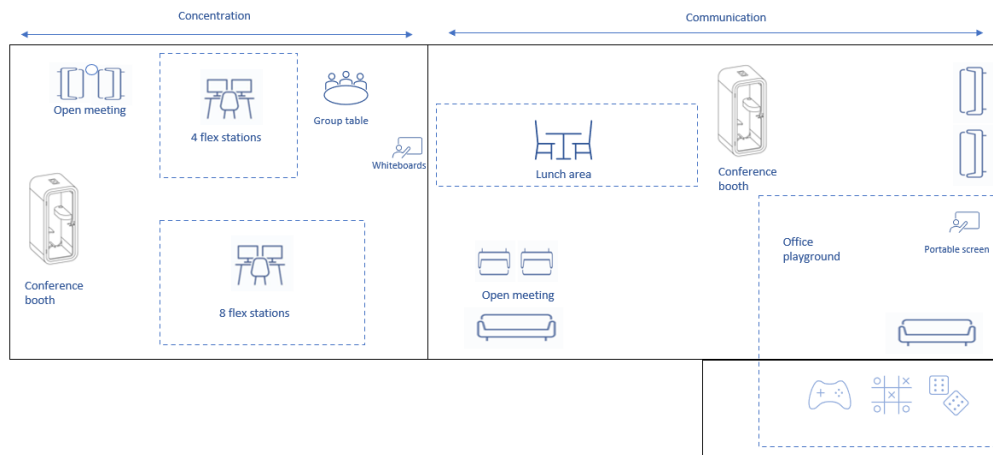 Concentration
Communication
Open meeting
4 flex stations
Group table
Whiteboards
Conference
booth
8 flex stations
Lunch area
Conference
booth
Open meeting
Office
playground
Portable screen